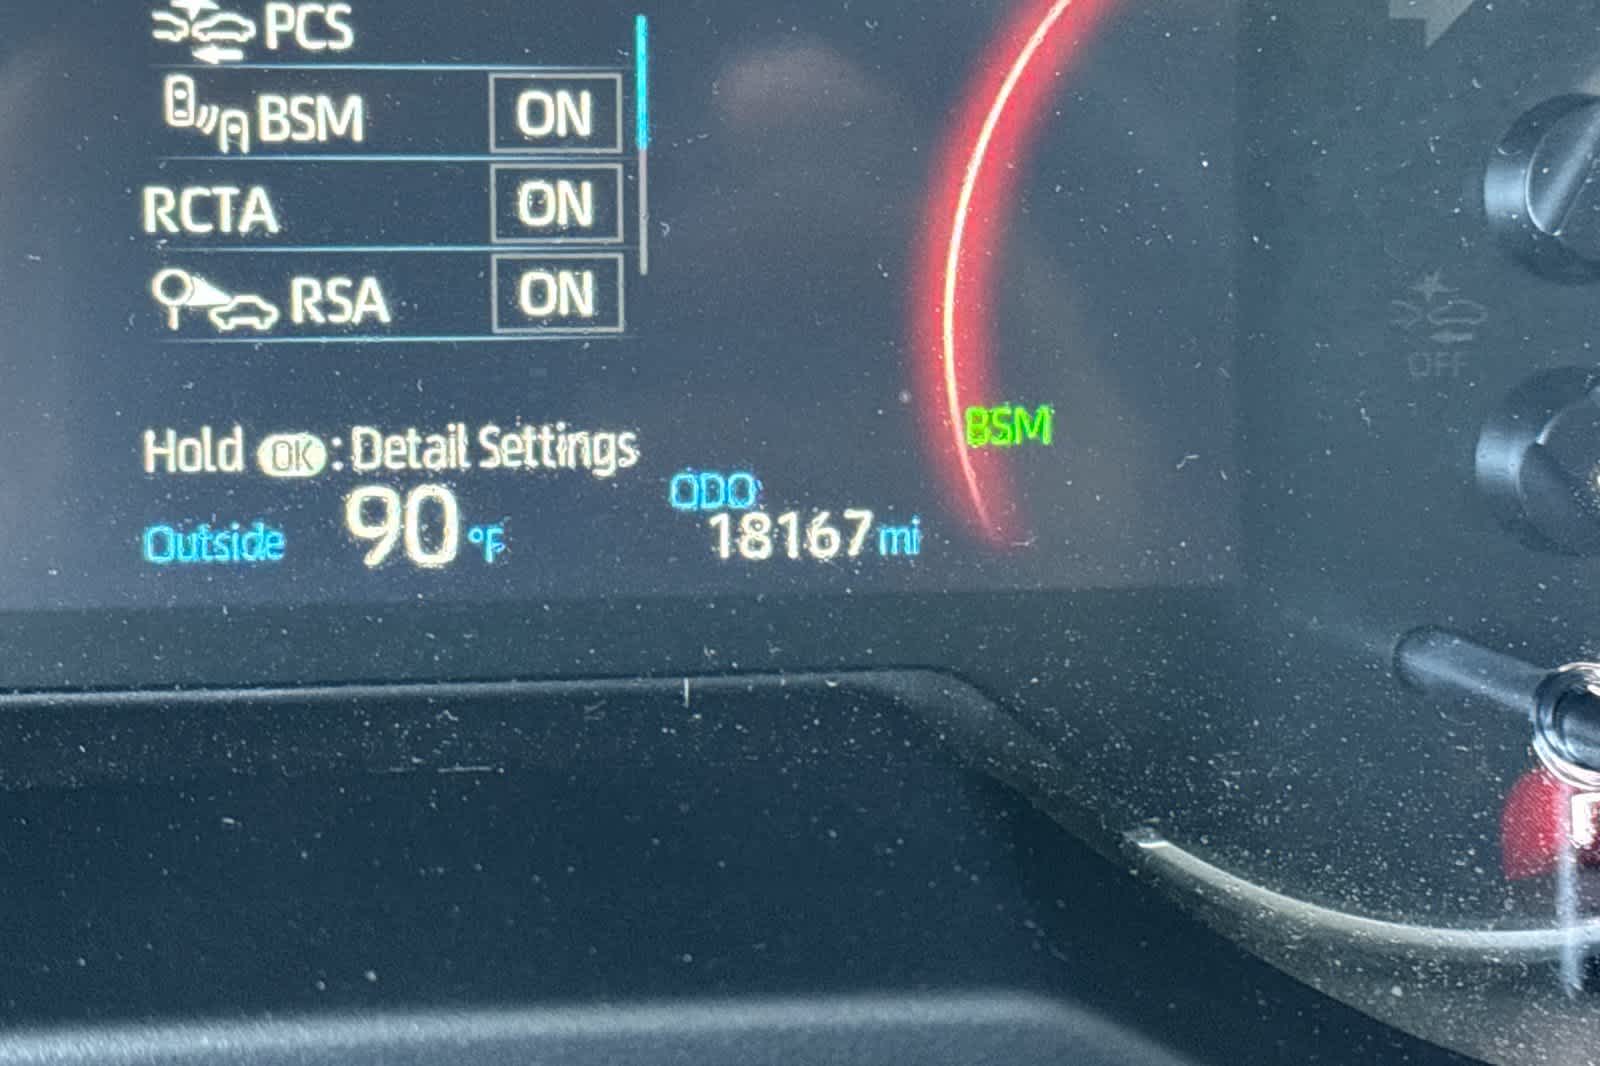 PCS
BSM ON
RCTA ON
RSA ON
Hold OK : Detail Settings
Outside 90 °F
ODO
18167 mi
BSM
OFF